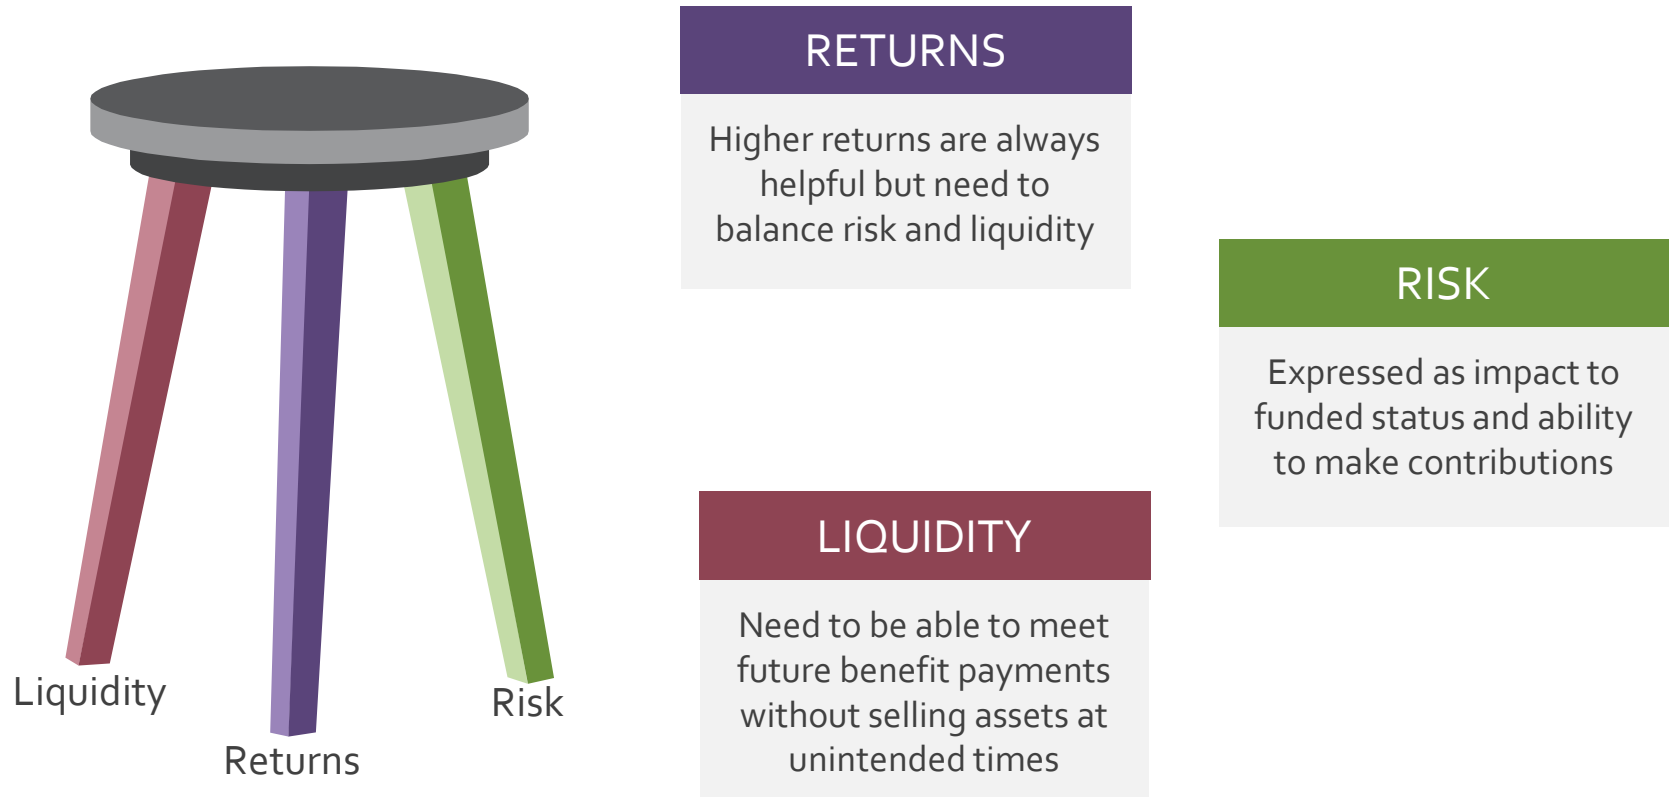 Liquidity
Returns
Risk
RETURNS
Higher returns are always
helpful but need to
balance risk and liquidity
RISK
Expressed as impact to
funded status and ability
to make contributions
LIQUIDITY
Need to be able to meet
future benefit payments
without selling assets at
unintended times